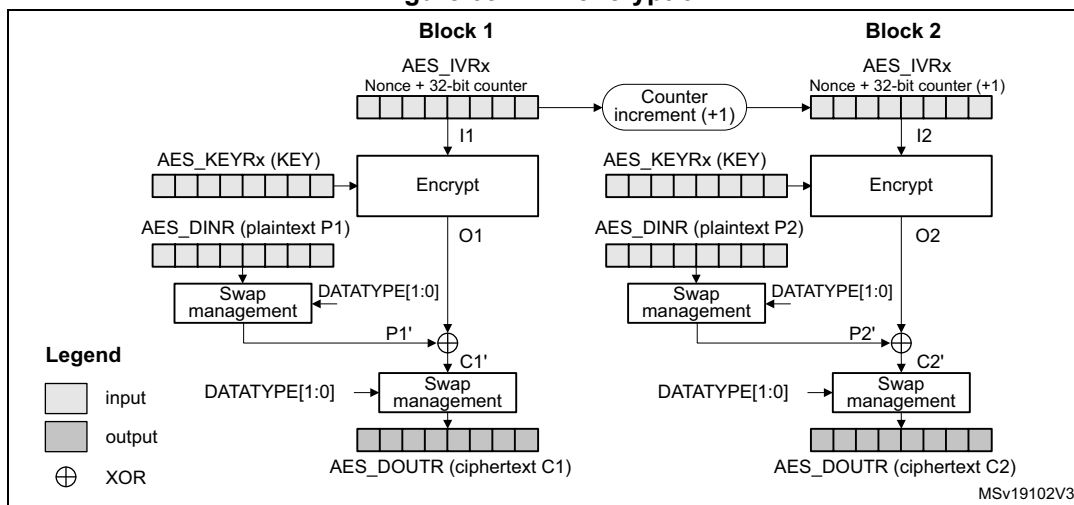 Block 1
Block 2
AES_IVRx
Nonce + 32-bit counter
Counter
increment (+1)
AES_IVRx
Nonce + 32-bit counter (+1)
I1
I2
AES_KEYRx (KEY)
Encrypt
AES_KEYRx (KEY)
Encrypt
AES_DINR (plaintext P1)
O1
AES_DINR (plaintext P2)
O2
Swap
management
DATATYPE[1:0]
Swap
management
DATATYPE[1:0]
P1'
P2'
C1'
C2'
DATATYPE[1:0]
Swap
management
DATATYPE[1:0]
Swap
management
AES_DOUTR (ciphertext C1)
AES_DOUTR (ciphertext C2)
Legend
input
output
XOR
MSv19102V3